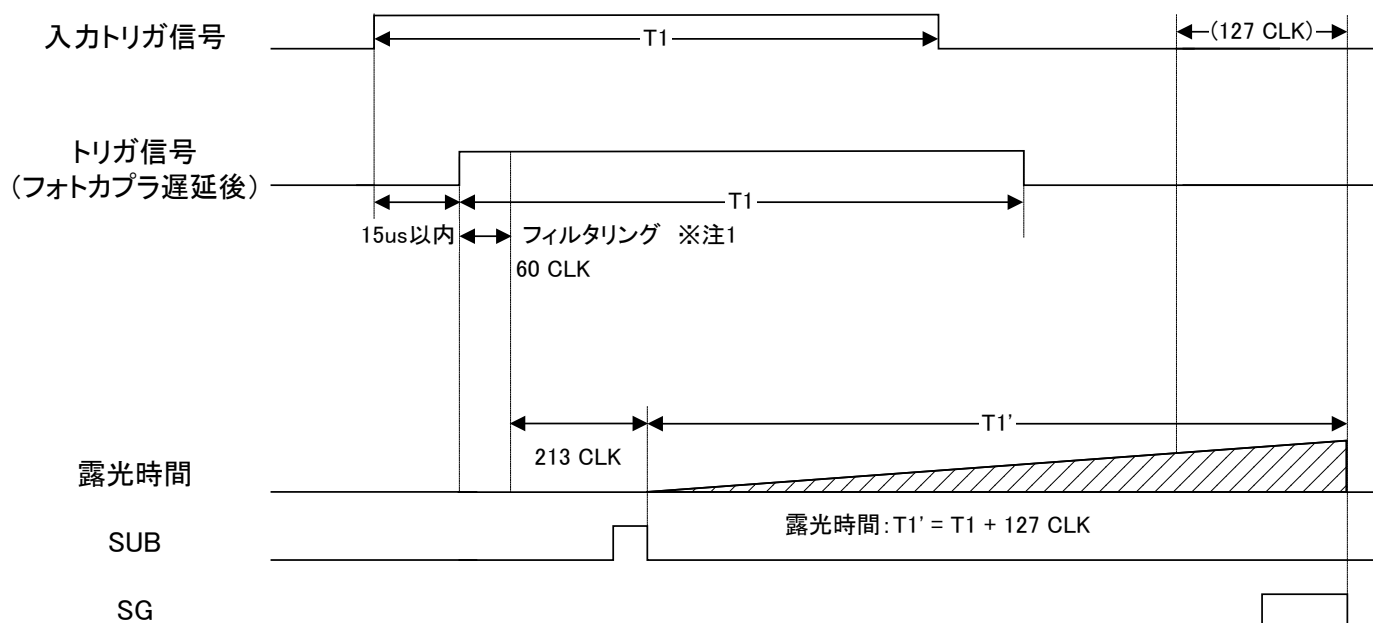 入力トリガ信号
T1
(127 CLK)
トリガ信号
(フォトカプラ遅延後)
T1
15us以内
フィルタリング ※注1
60 CLK
T1'
213 CLK
露光時間
露光時間:T1' = T1 + 127 CLK
SUB
SG